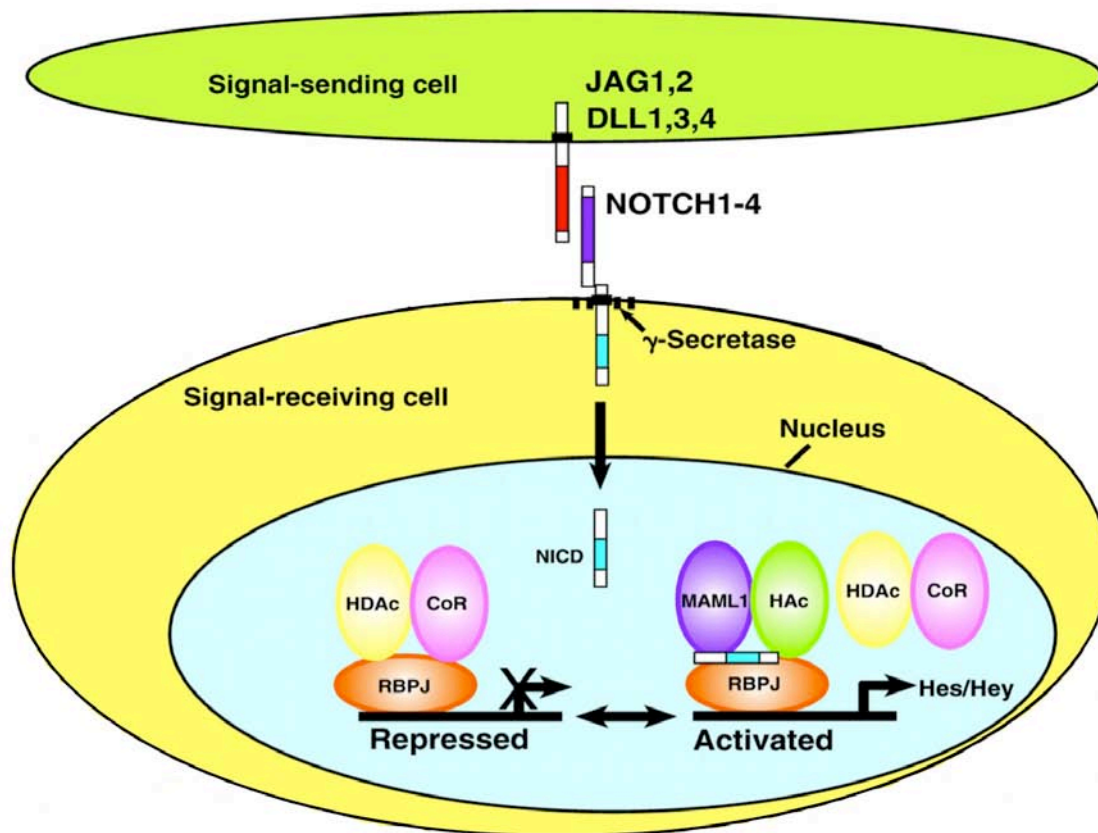 Signal-sending cell
JAG1,2
DLL1,3,4
NOTCH1-4
γ-Secretase
Signal-receiving cell
Nucleus
NICD
HDAc
CoR
RBPJ
Repressed
MAML1
HAc
HDAc
CoR
RBPJ
Hes/Hey
Activated